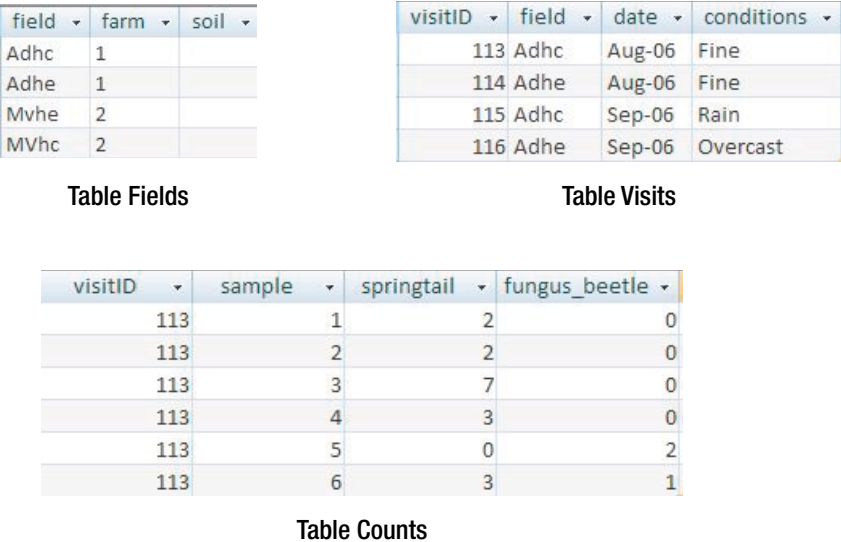 field farm soil
Adhc 1
Adhe 1
Mvhe 2
MVhc 2
Table Fields
visitID field date conditions
113 Adhc Aug-06 Fine
114 Adhe Aug-06 Fine
115 Adhc Sep-06 Rain
116 Adhe Sep-06 Overcast
Table Visits
visitID sample springtail fungus_beetle
113 1 2 0
113 2 2 0
113 3 7 0
113 4 3 0
113 5 0 2
113 6 3 1
Table Counts